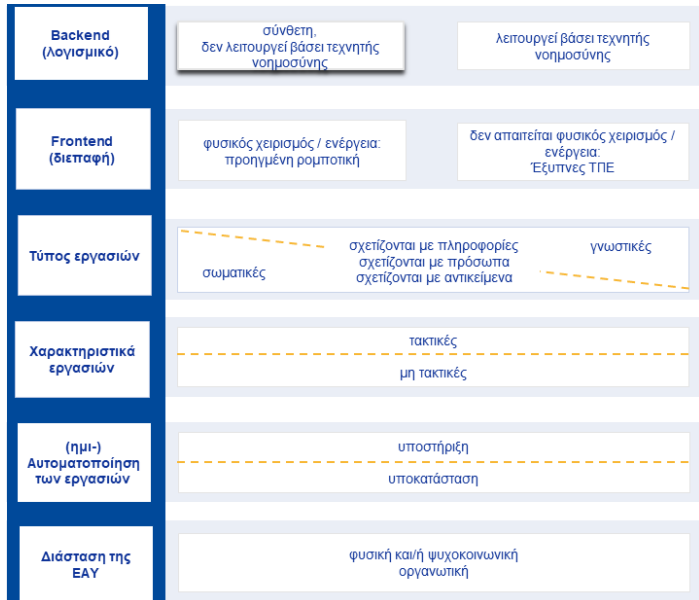 Backend
(λογισμικό)
σύνθετη,
δεν λειτουργεί βάσει τεχνητής
νοημοσύνης
λειτουργεί βάσει τεχνητής
νοημοσύνης
Frontend
(διεπαφή)
φυσικός χειρισμός / ενέργεια:
προηγμένη ρομποτική
δεν απαιτείται φυσικός χειρισμός /
ενέργεια:
Έξυπνες ΤΠΕ
Τύπος εργασιών
σωματικές
σχετίζονται με πληροφορίες
σχετίζονται με πρόσωπα
σχετίζονται με αντικείμενα
γνωστικές
Χαρακτηριστικά
εργασιών
τακτικές
μη τακτικές
(ημι-)
Αυτοματοποίηση
των εργασιών
υποστήριξη
υποκατάσταση
Διάσταση της
ΕΑΥ
φυσική και/ή ψυχοκοινωνική
οργανωτική